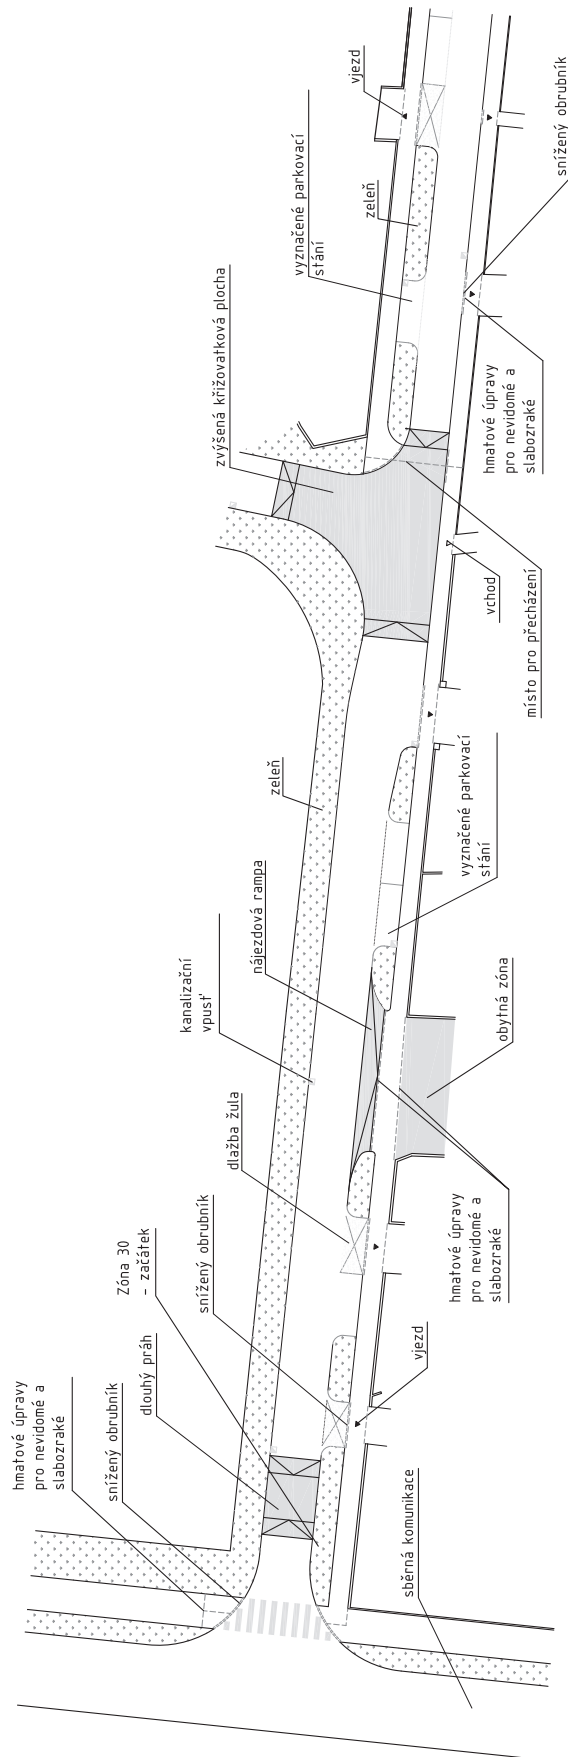 vjezd
snížený obrubník
vyznačené parkovací
stání
zeleň
zvýšená křižovatková plocha
hmatové úpravy
pro nevidomé a
slabozraké
vchod
místo pro přecházení
zeleň
vyznačené parkovací
stání
nájezdová rampa
kanalizační
vpusť
obytná zóna
dlažba žula
snížený obrubník
Zóna 30
- začátek
hmatové úpravy
pro nevidomé a
slabozraké
vjezd
dlouhý práh
snížený obrubník
hmatové úpravy
pro nevidomé a
slabozraké
sběrná komunikace